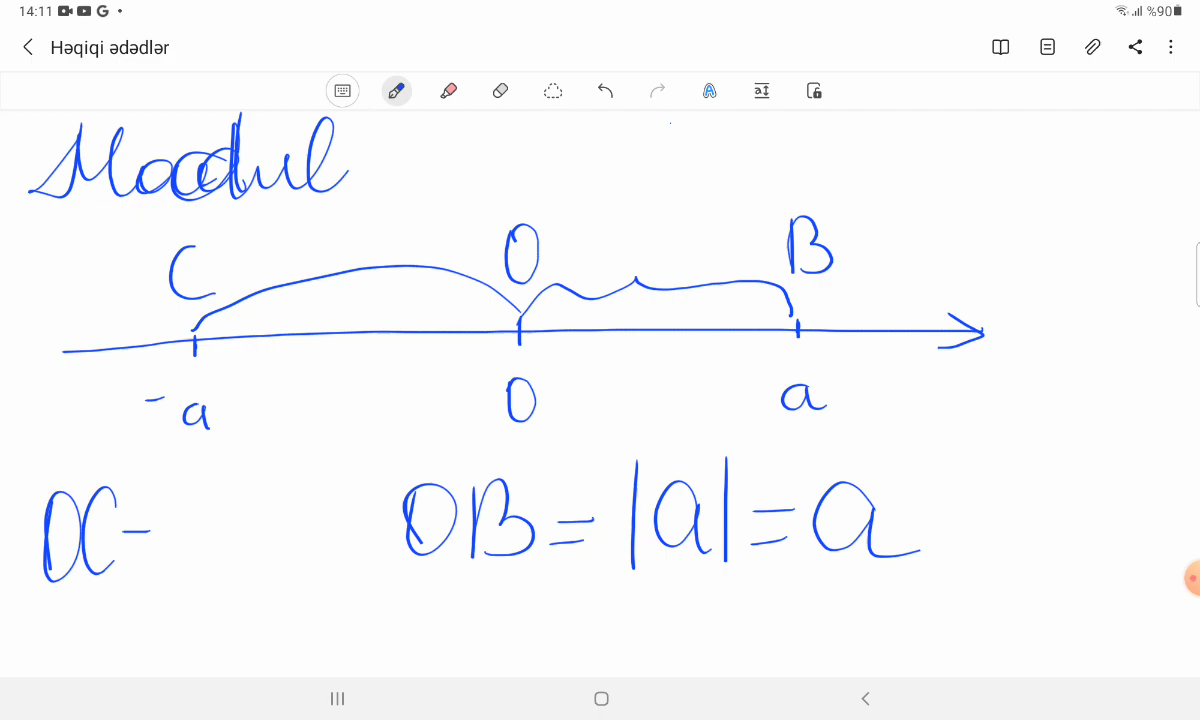 14:11 %90
Həqiqi ədədlər
Modul
C O B
-a 0 a
OC- OB=|a|=a